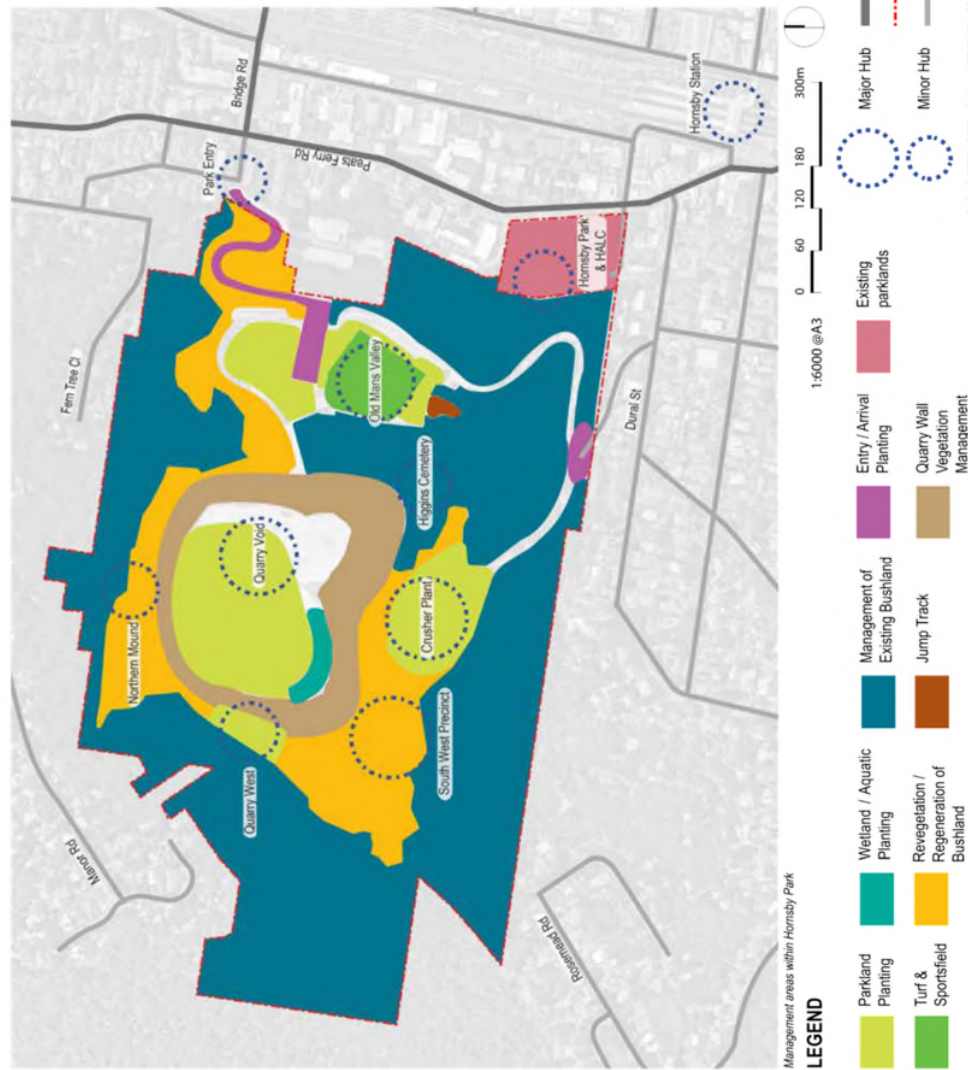 Manor Rd
Fern Tree Cl
Northern Mound
Park Entry
Bridge Rd
Peats Ferry Rd
Quarry West
Quarry Void
Old Mans Valley
Higgins Cemetery
Crusher Plant
South West Precinct
Hornsby Park
& HALC
Hornsby Station
Rosemead Rd
Dural St
Management areas within Hornsby Park
LEGEND
1:6000 @A3
0 60 120 180 300m
Parkland
Planting
Wetland / Aquatic
Planting
Management of
Existing Bushland
Entry / Arrival
Planting
Existing
parklands
Major Hub
Turf &
Sportsfield
Revegetation /
Regeneration of
Bushland
Jump Track
Quarry Wall
Vegetation
Management
Minor Hub